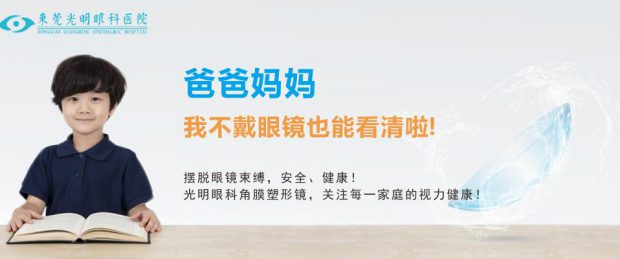 東莞光明眼科医院
DONGGUAN GUANGMING OPHTHALMIC HOSPITAL
爸爸妈妈
我不戴眼镜也能看清啦!
摆脱眼镜束缚，安全、健康！
光明眼科角膜塑形镜，关注每一家庭的视力健康！